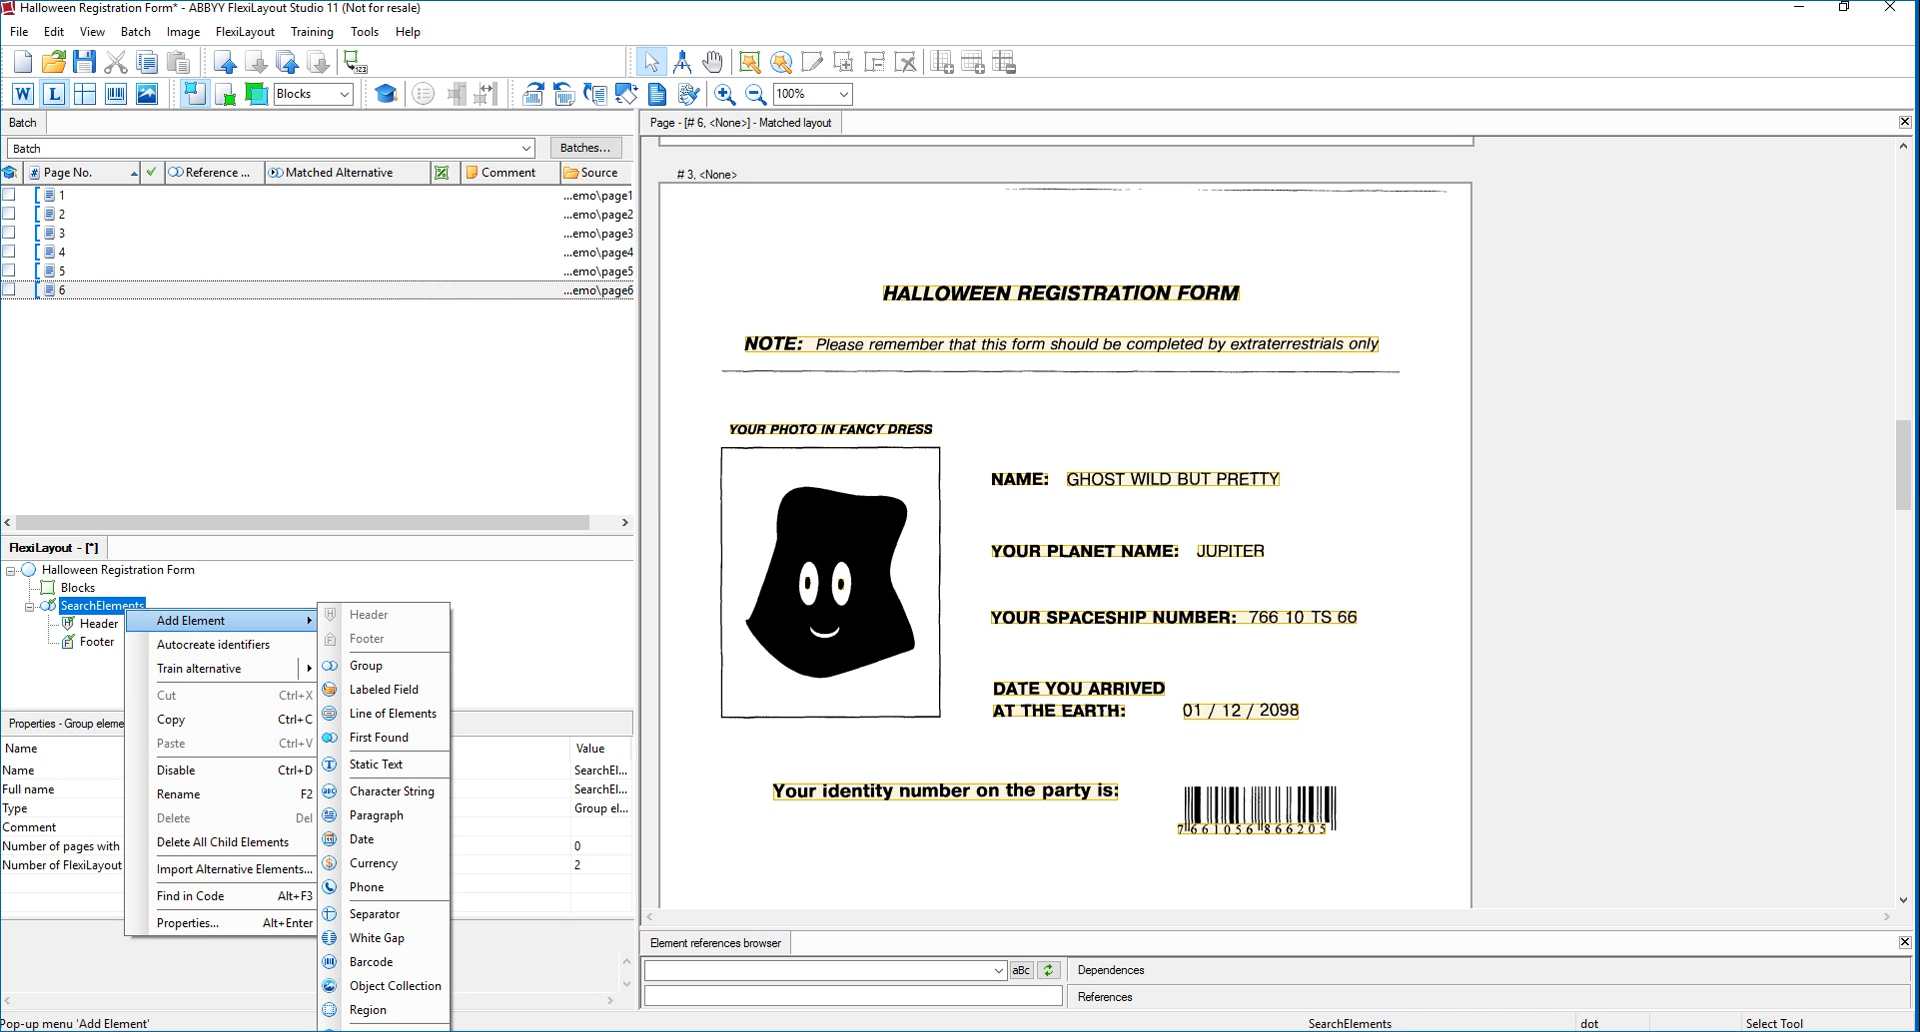 Halloween Registration Form* - ABBYY FlexiLayout Studio 11 (Not for resale)
File Edit View Batch Image FlexiLayout Training Tools Help
W L Blocks 100%
Batch
Batch Batches...
# Page No. Reference ... Matched Alternative Comment Source
1 ...emo\page1
2 ...emo\page2
3 ...emo\page3
4 ...emo\page4
5 ...emo\page5
6 ...emo\page6
FlexiLayout - [*]
Halloween Registration Form
Blocks
SearchElements
Header
Footer
Add Element
Autocreate identifiers
Train alternative
Cut Ctrl+X
Copy Ctrl+C
Paste Ctrl+V
Disable Ctrl+D
Rename F2
Delete Del
Delete All Child Elements
Import Alternative Elements...
Find in Code Alt+F3
Properties... Alt+Enter
Header
Footer
Group
Labeled Field
Line of Elements
First Found
Static Text
Character String
Paragraph
Date
Currency
Phone
Separator
White Gap
Barcode
Object Collection
Region
Properties - Group eleme
Name Value
Name SearchEl...
Full name SearchEl...
Type Group el...
Comment
Number of pages with 0
Number of FlexiLayout 2
Page - [# 6, <None>] - Matched layout
# 3, <None>
HALLOWEEN REGISTRATION FORM
NOTE: Please remember that this form should be completed by extraterrestrials only
YOUR PHOTO IN FANCY DRESS
NAME: GHOST WILD BUT PRETTY
YOUR PLANET NAME: JUPITER
YOUR SPACESHIP NUMBER: 766 10 TS 66
DATE YOU ARRIVED
AT THE EARTH: 01 / 12 / 2098
Your identity number on the party is:
7 661056 866205
Element references browser
aBc Dependences
References
Pop-up menu 'Add Element' SearchElements dot Select Tool